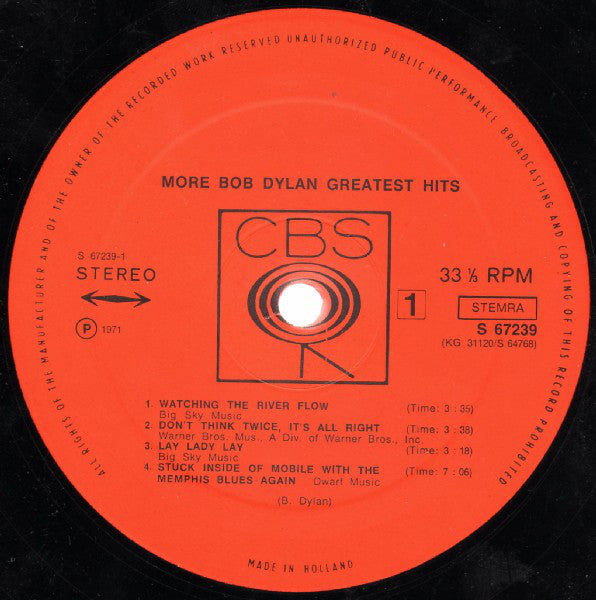 ALL RIGHTS OF THE MANUFACTURER AND OF THE OWNER OF THE RECORDED WORK RESERVED UNAUTHORIZED PUBLIC PERFORMANCE BROADCASTING AND COPYING OF THIS RECORD PROHIBITED
MORE BOB DYLAN GREATEST HITS
CBS
S 67239-1
STEREO
33 ⅓ RPM
1
STEMRA
S 67239
(KG 31120/S 64768)
Ⓟ 1971
1. WATCHING THE RIVER FLOW (Time: 3 : 35)
Big Sky Music
2. DON'T THINK TWICE, IT'S ALL RIGHT (Time: 3 : 38)
Warner Bros. Mus., A Div. of Warner Bros., Inc.
3. LAY LADY LAY (Time: 3 : 18)
Big Sky Music
4. STUCK INSIDE OF MOBILE WITH THE (Time: 7 : 06)
MEMPHIS BLUES AGAIN Dwarf Music
(B. Dylan)
MADE IN HOLLAND